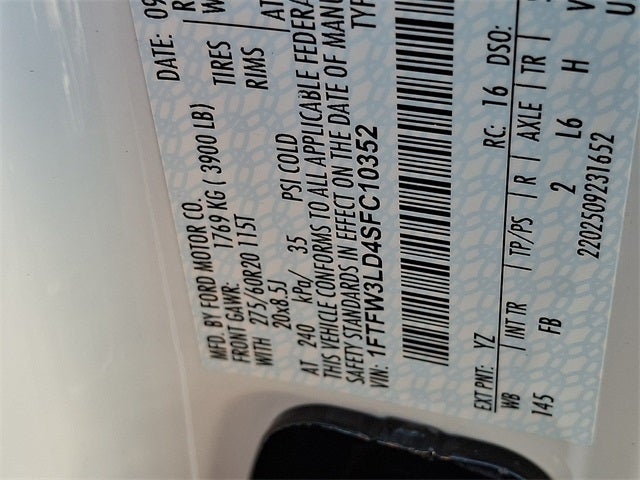 MFD. BY FORD MOTOR CO.
DATE: 09
FRONT GAWR: 1769 KG ( 3900 LB)
WITH 275/60R20 115T TIRES
20x8.5J RIMS
AT 240 kPa/ 35 PSI COLD AT
THIS VEHICLE CONFORMS TO ALL APPLICABLE FEDERA
SAFETY STANDARDS IN EFFECT ON THE DATE OF MANU
VIN: 1FTFW3LD4SFC10352 TYP
EXT PNT: YZ RC: 16 DSO:
WB | INT TR | TP/PS | R | AXLE | TR |
145 FB 2 L6 H V
2202509231652 U